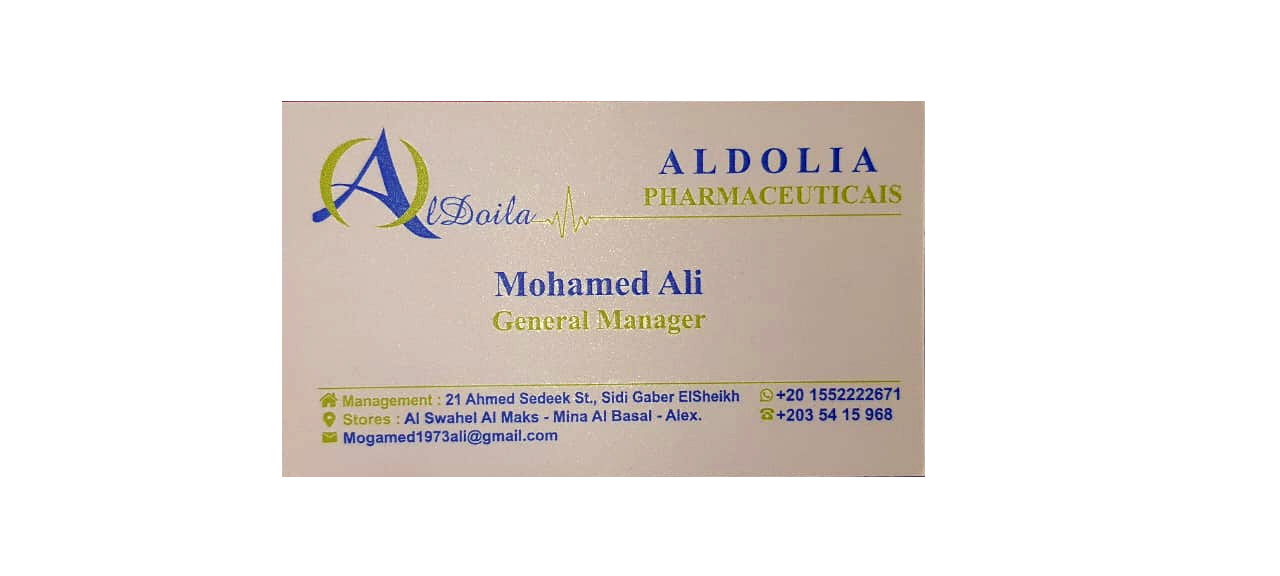 AlDoila
ALDOLIA
PHARMACEUTICAIS
Mohamed Ali
General Manager
Management : 21 Ahmed Sedeek St., Sidi Gaber ElSheikh
Stores : Al Swahel Al Maks - Mina Al Basal - Alex.
Mogamed1973ali@gmail.com
+20 1552222671
+203 54 15 968